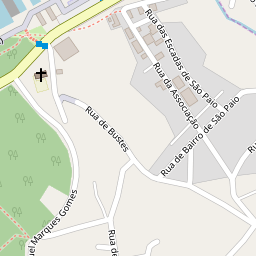 Rua das Escadas de São Paio
Rua da Associação
Rua de Bustes
Rua de Bairro de São Paio
uel Marques Gomes
Rua de